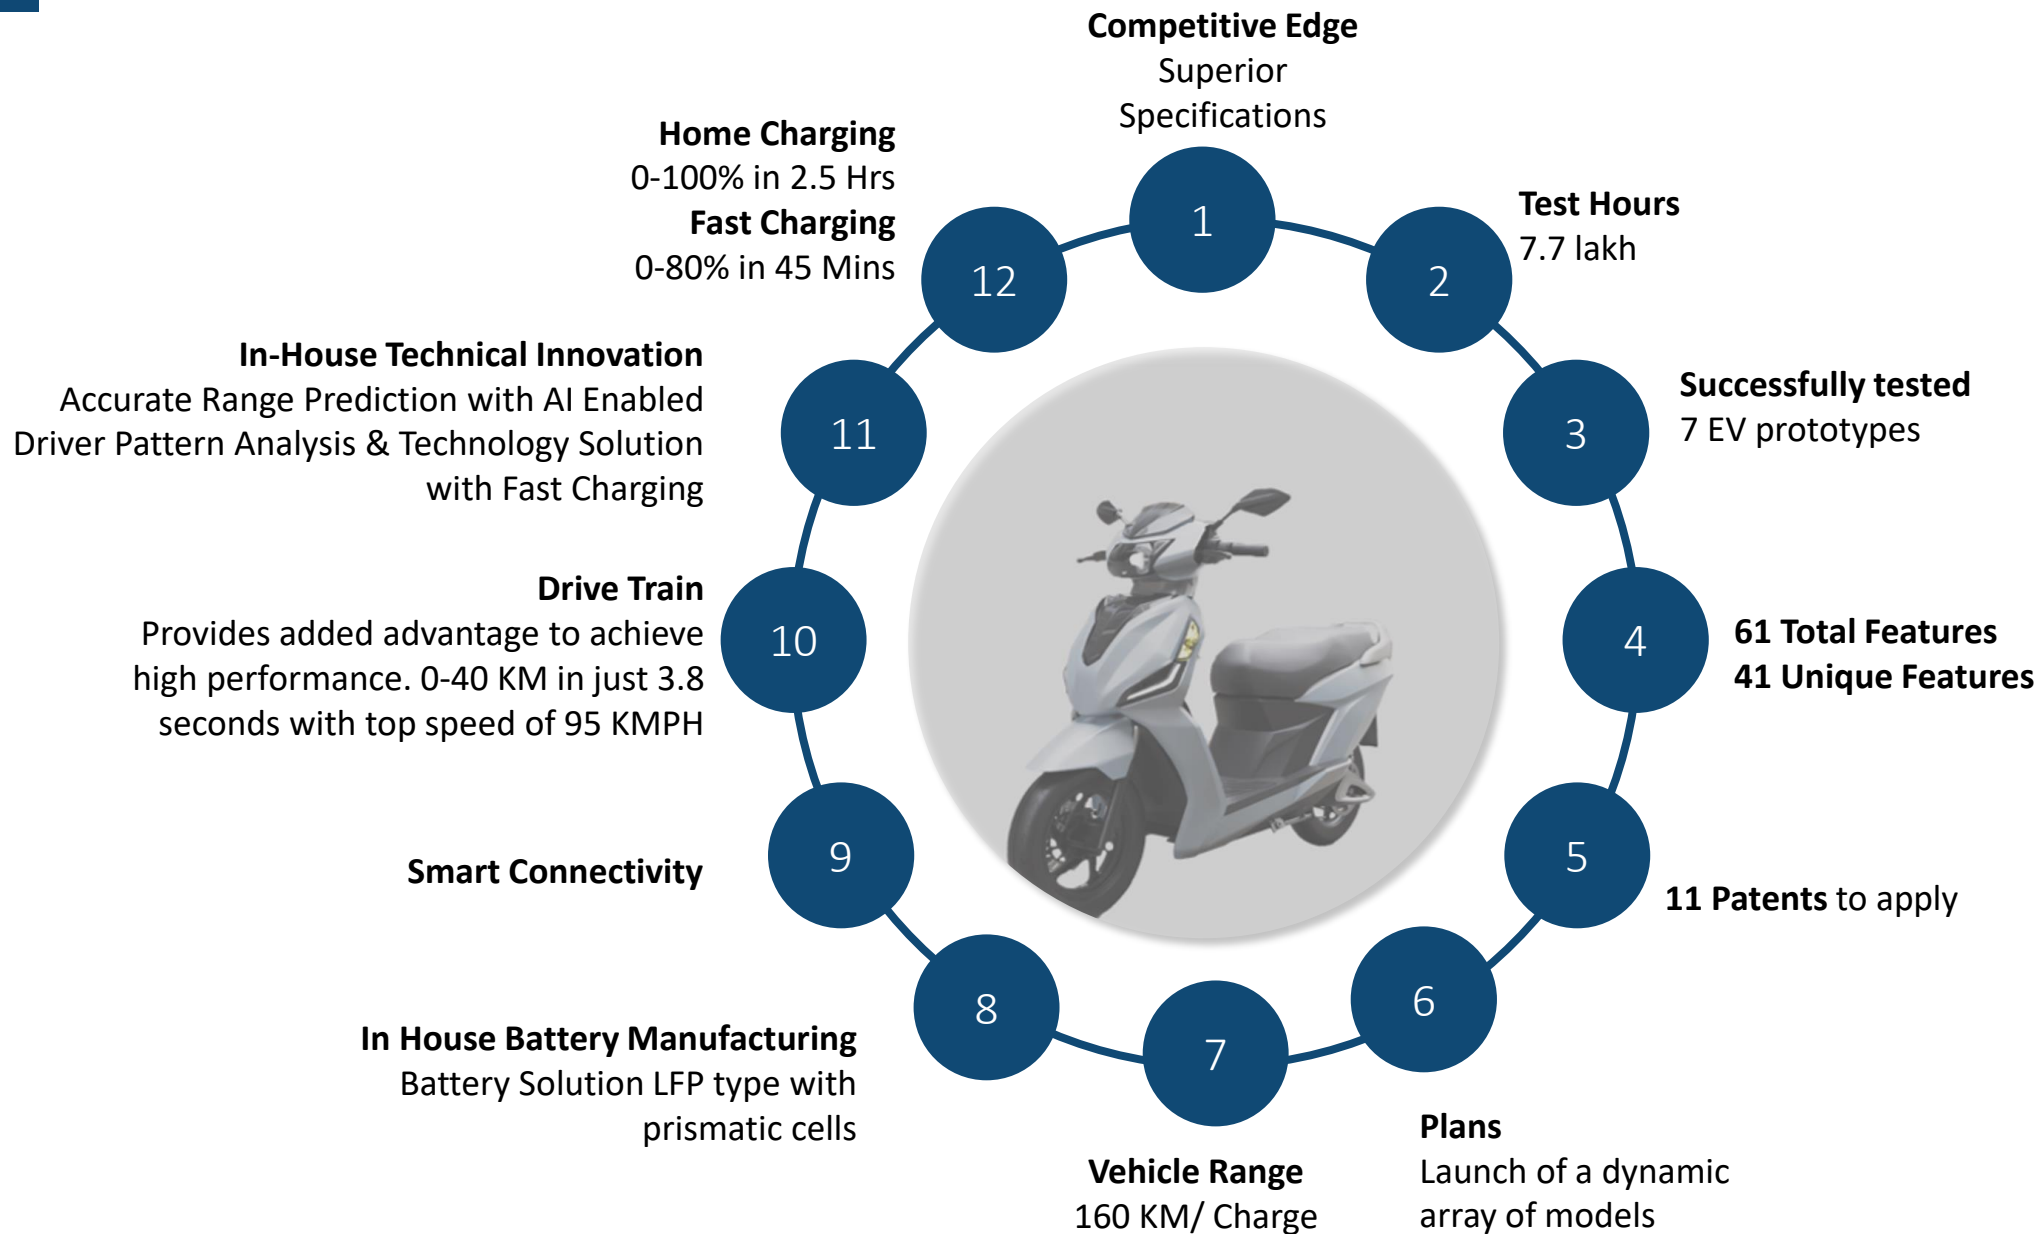 Competitive Edge
Superior
Specifications
1
Test Hours
7.7 lakh
2
Successfully tested
7 EV prototypes
3
61 Total Features
41 Unique Features
4
11 Patents to apply
5
Plans
Launch of a dynamic
array of models
6
Vehicle Range
160 KM/ Charge
7
In House Battery Manufacturing
Battery Solution LFP type with
prismatic cells
8
Smart Connectivity
9
Drive Train
Provides added advantage to achieve
high performance. 0-40 KM in just 3.8
seconds with top speed of 95 KMPH
10
In-House Technical Innovation
Accurate Range Prediction with AI Enabled
Driver Pattern Analysis & Technology Solution
with Fast Charging
11
Home Charging
0-100% in 2.5 Hrs
Fast Charging
0-80% in 45 Mins
12